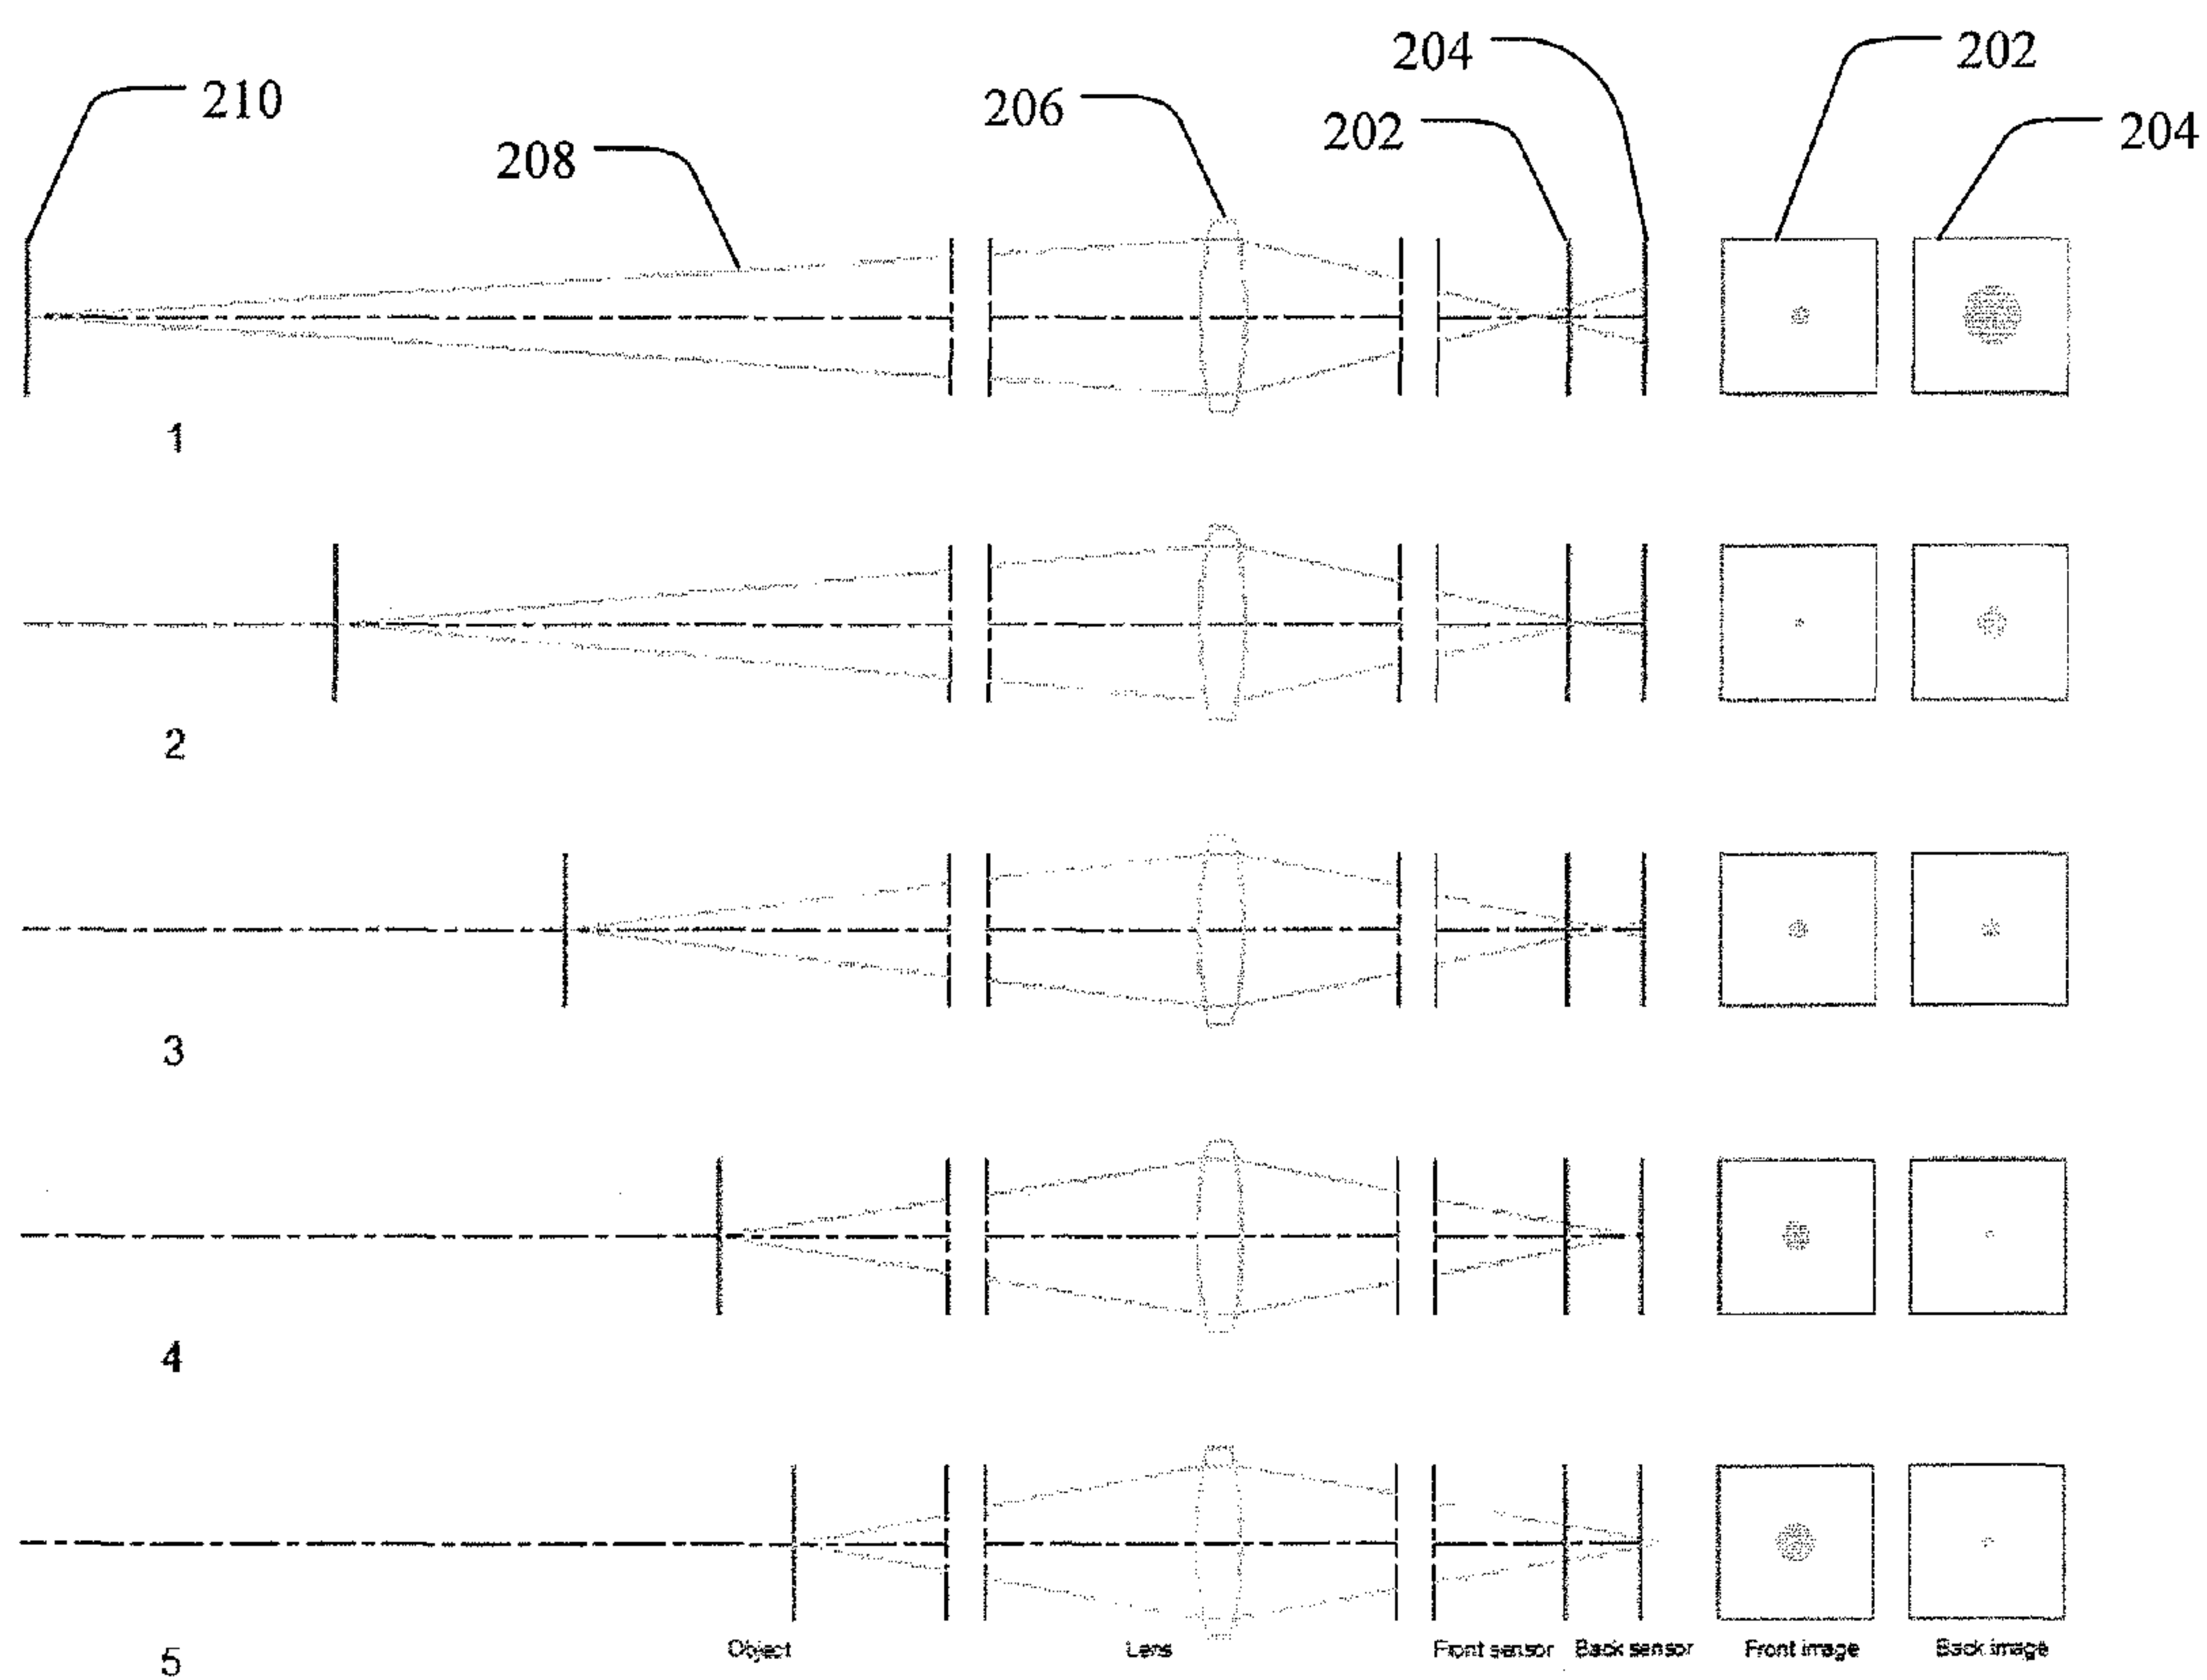 204
202
210
206
202
204
208
1
2
3
4
5
Object
Lens
Front sensor
Back sensor
Front image
Back image